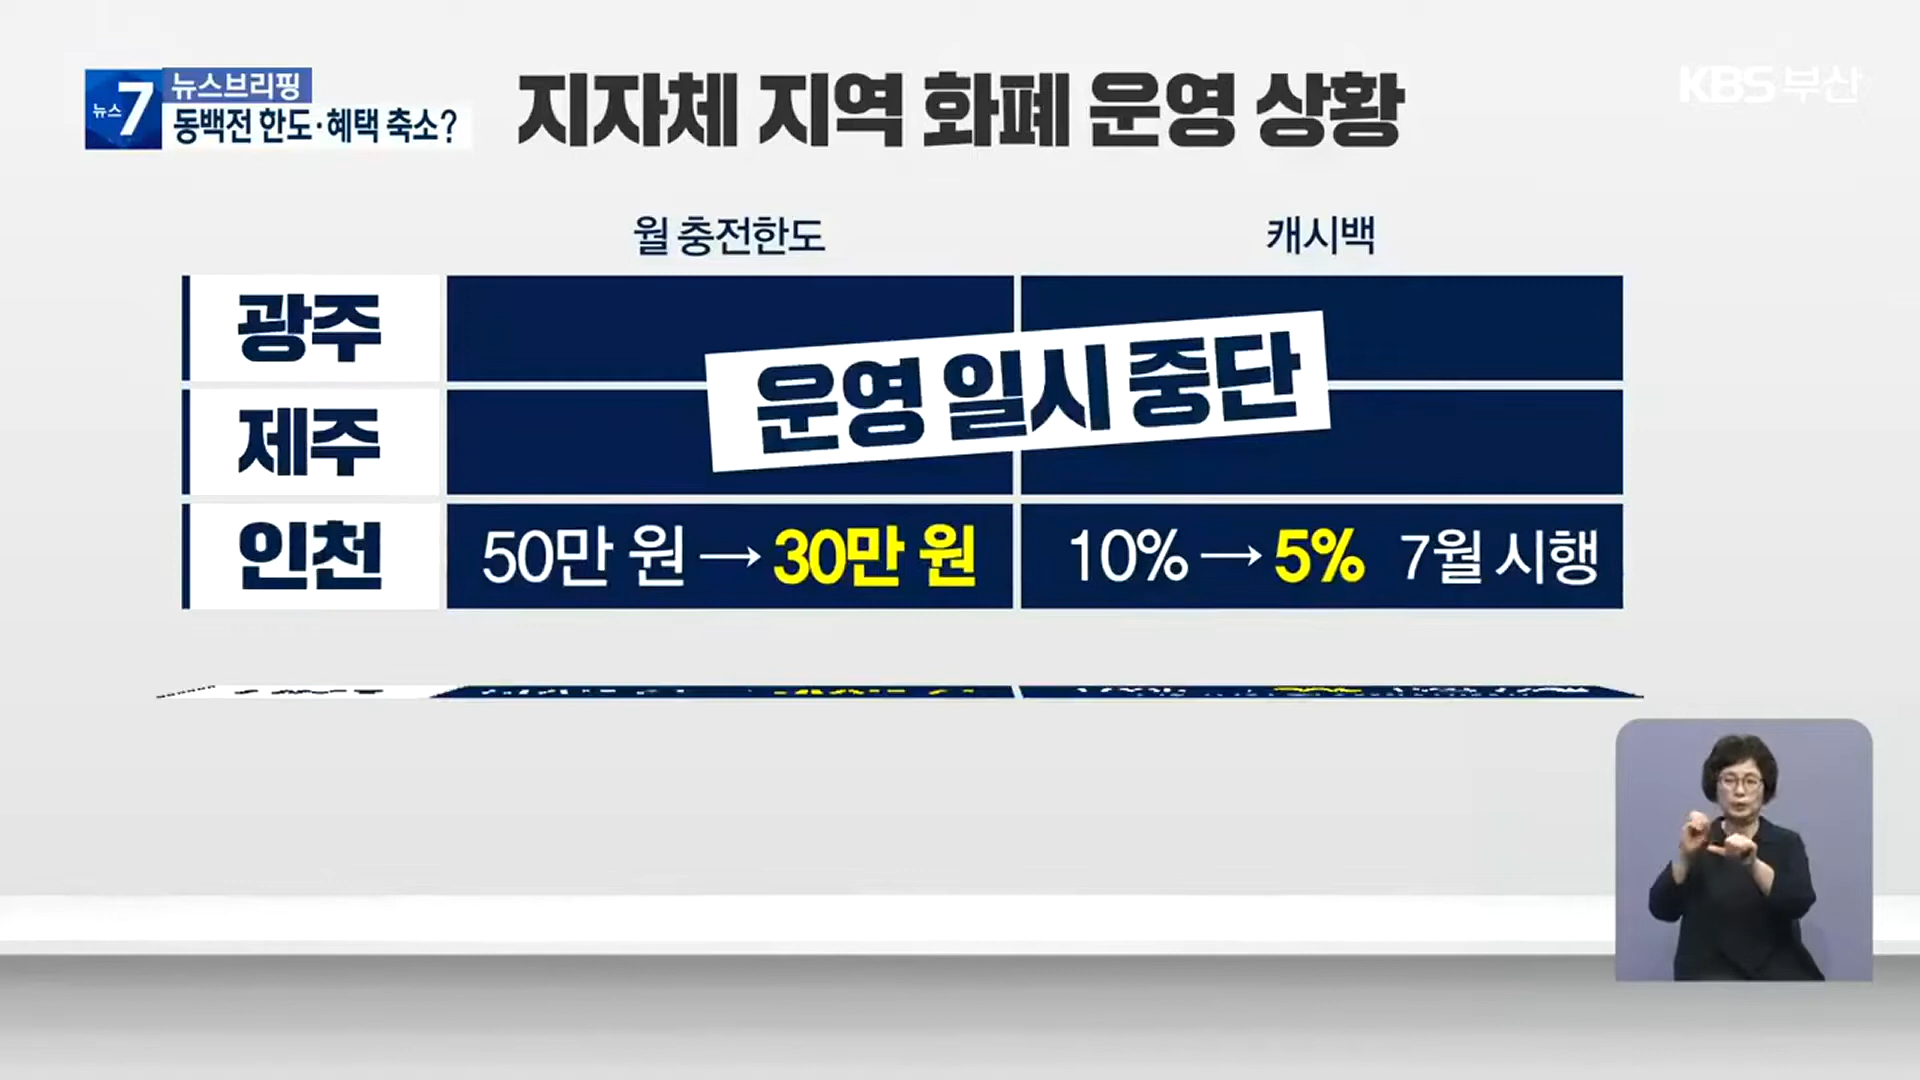 뉴스브리핑
뉴스 7
동백전 한도·혜택 축소?
지자체 지역 화폐 운영 상황
KBS 부산
월 충전한도 캐시백
광주
운영 일시 중단
제주
인천 50만 원→30만 원 10%→5% 7월 시행